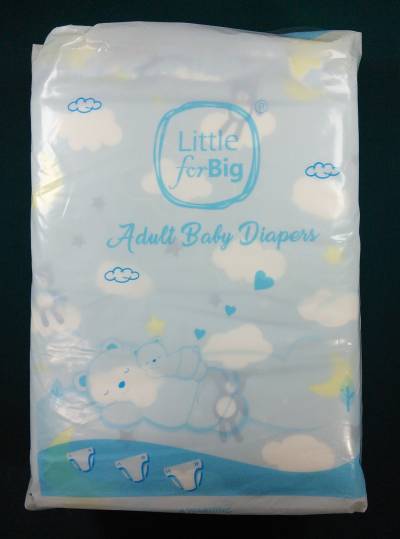 Little
forBig
®
Adult Baby Diapers